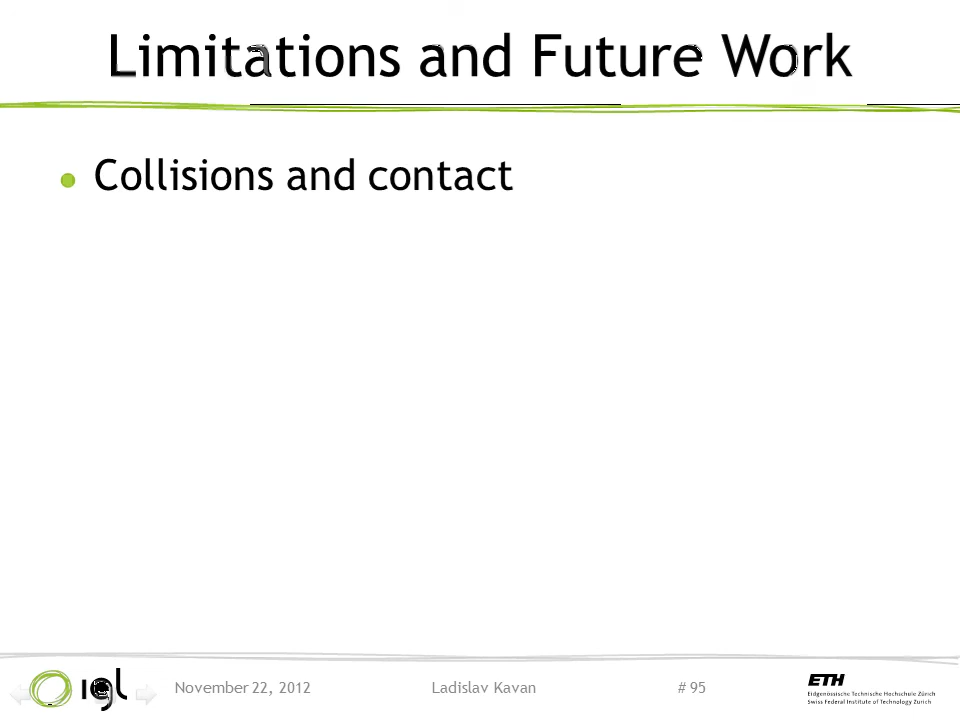 Limitations and Future Work
Collisions and contact
igl
November 22, 2012
Ladislav Kavan
# 95
ETH
Eidgenössische Technische Hochschule Zürich
Swiss Federal Institute of Technology Zurich